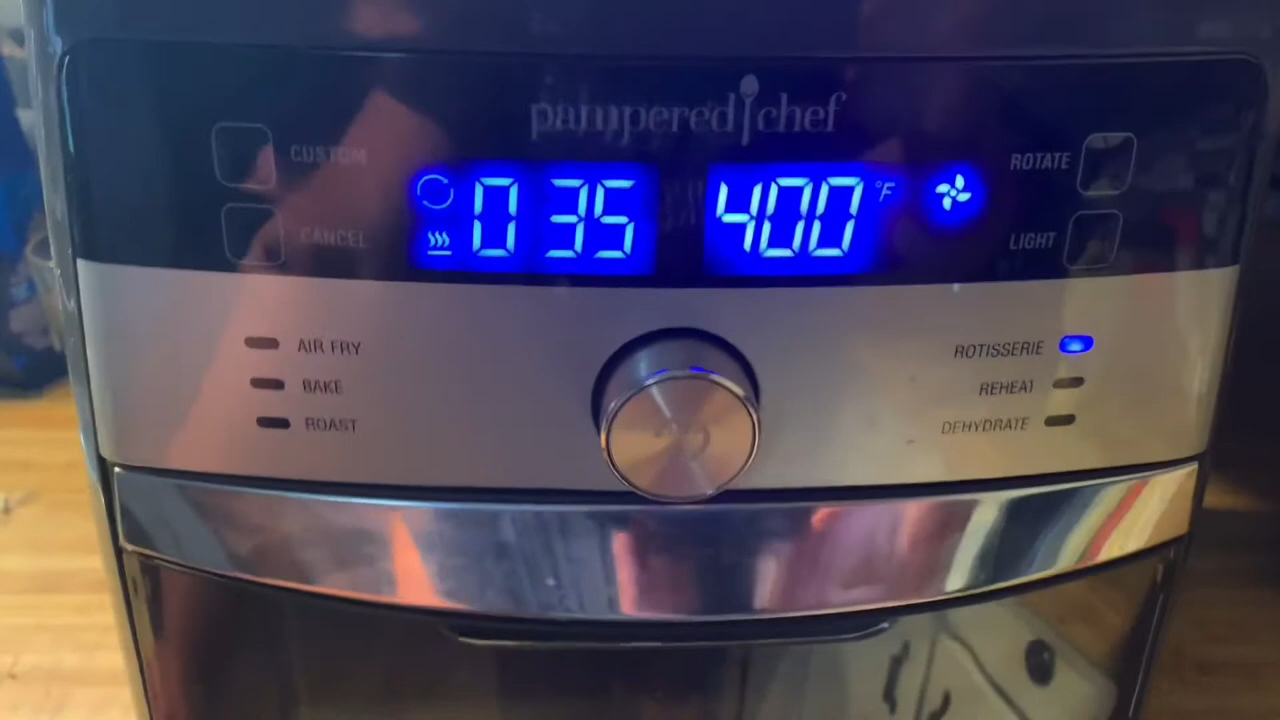 pampered chef
CUSTOM
ROTATE
0 35
400 °F
CANCEL
LIGHT
AIR FRY
ROTISSERIE
BAKE
REHEAT
ROAST
DEHYDRATE